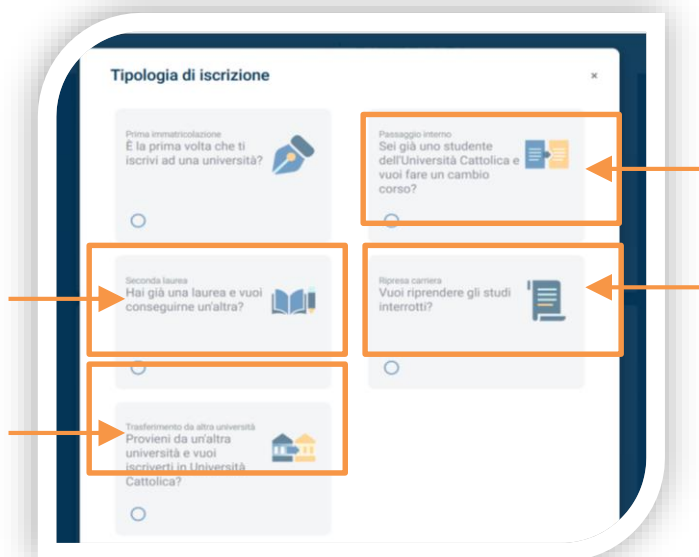 Tipologia di iscrizione
×
Prima immatricolazione
È la prima volta che ti
iscrivi ad una università?
Passaggio interno
Sei già uno studente
dell'Università Cattolica e
vuoi fare un cambio
corso?
Seconda laurea
Hai già una laurea e vuoi
conseguirne un'altra?
Ripresa carriera
Vuoi riprendere gli studi
interrotti?
Trasferimento da altra università
Provieni da un'altra
università e vuoi
iscriverti in Università
Cattolica?